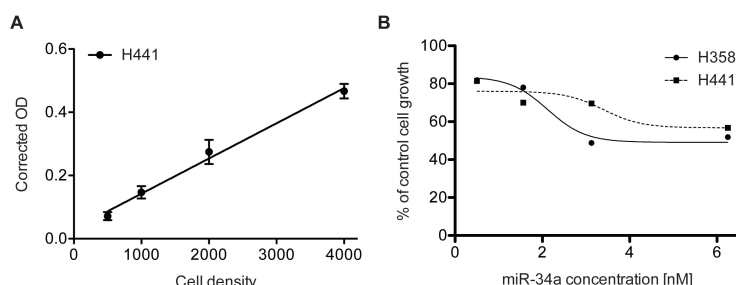 A
0.6
0.4
0.2
0.0
Corrected OD
H441
0
1000
2000
3000
4000
Cell density
B
100
80
60
40
20
0
% of control cell growth
H358
H441
0
2
4
6
miR-34a concentration [nM]